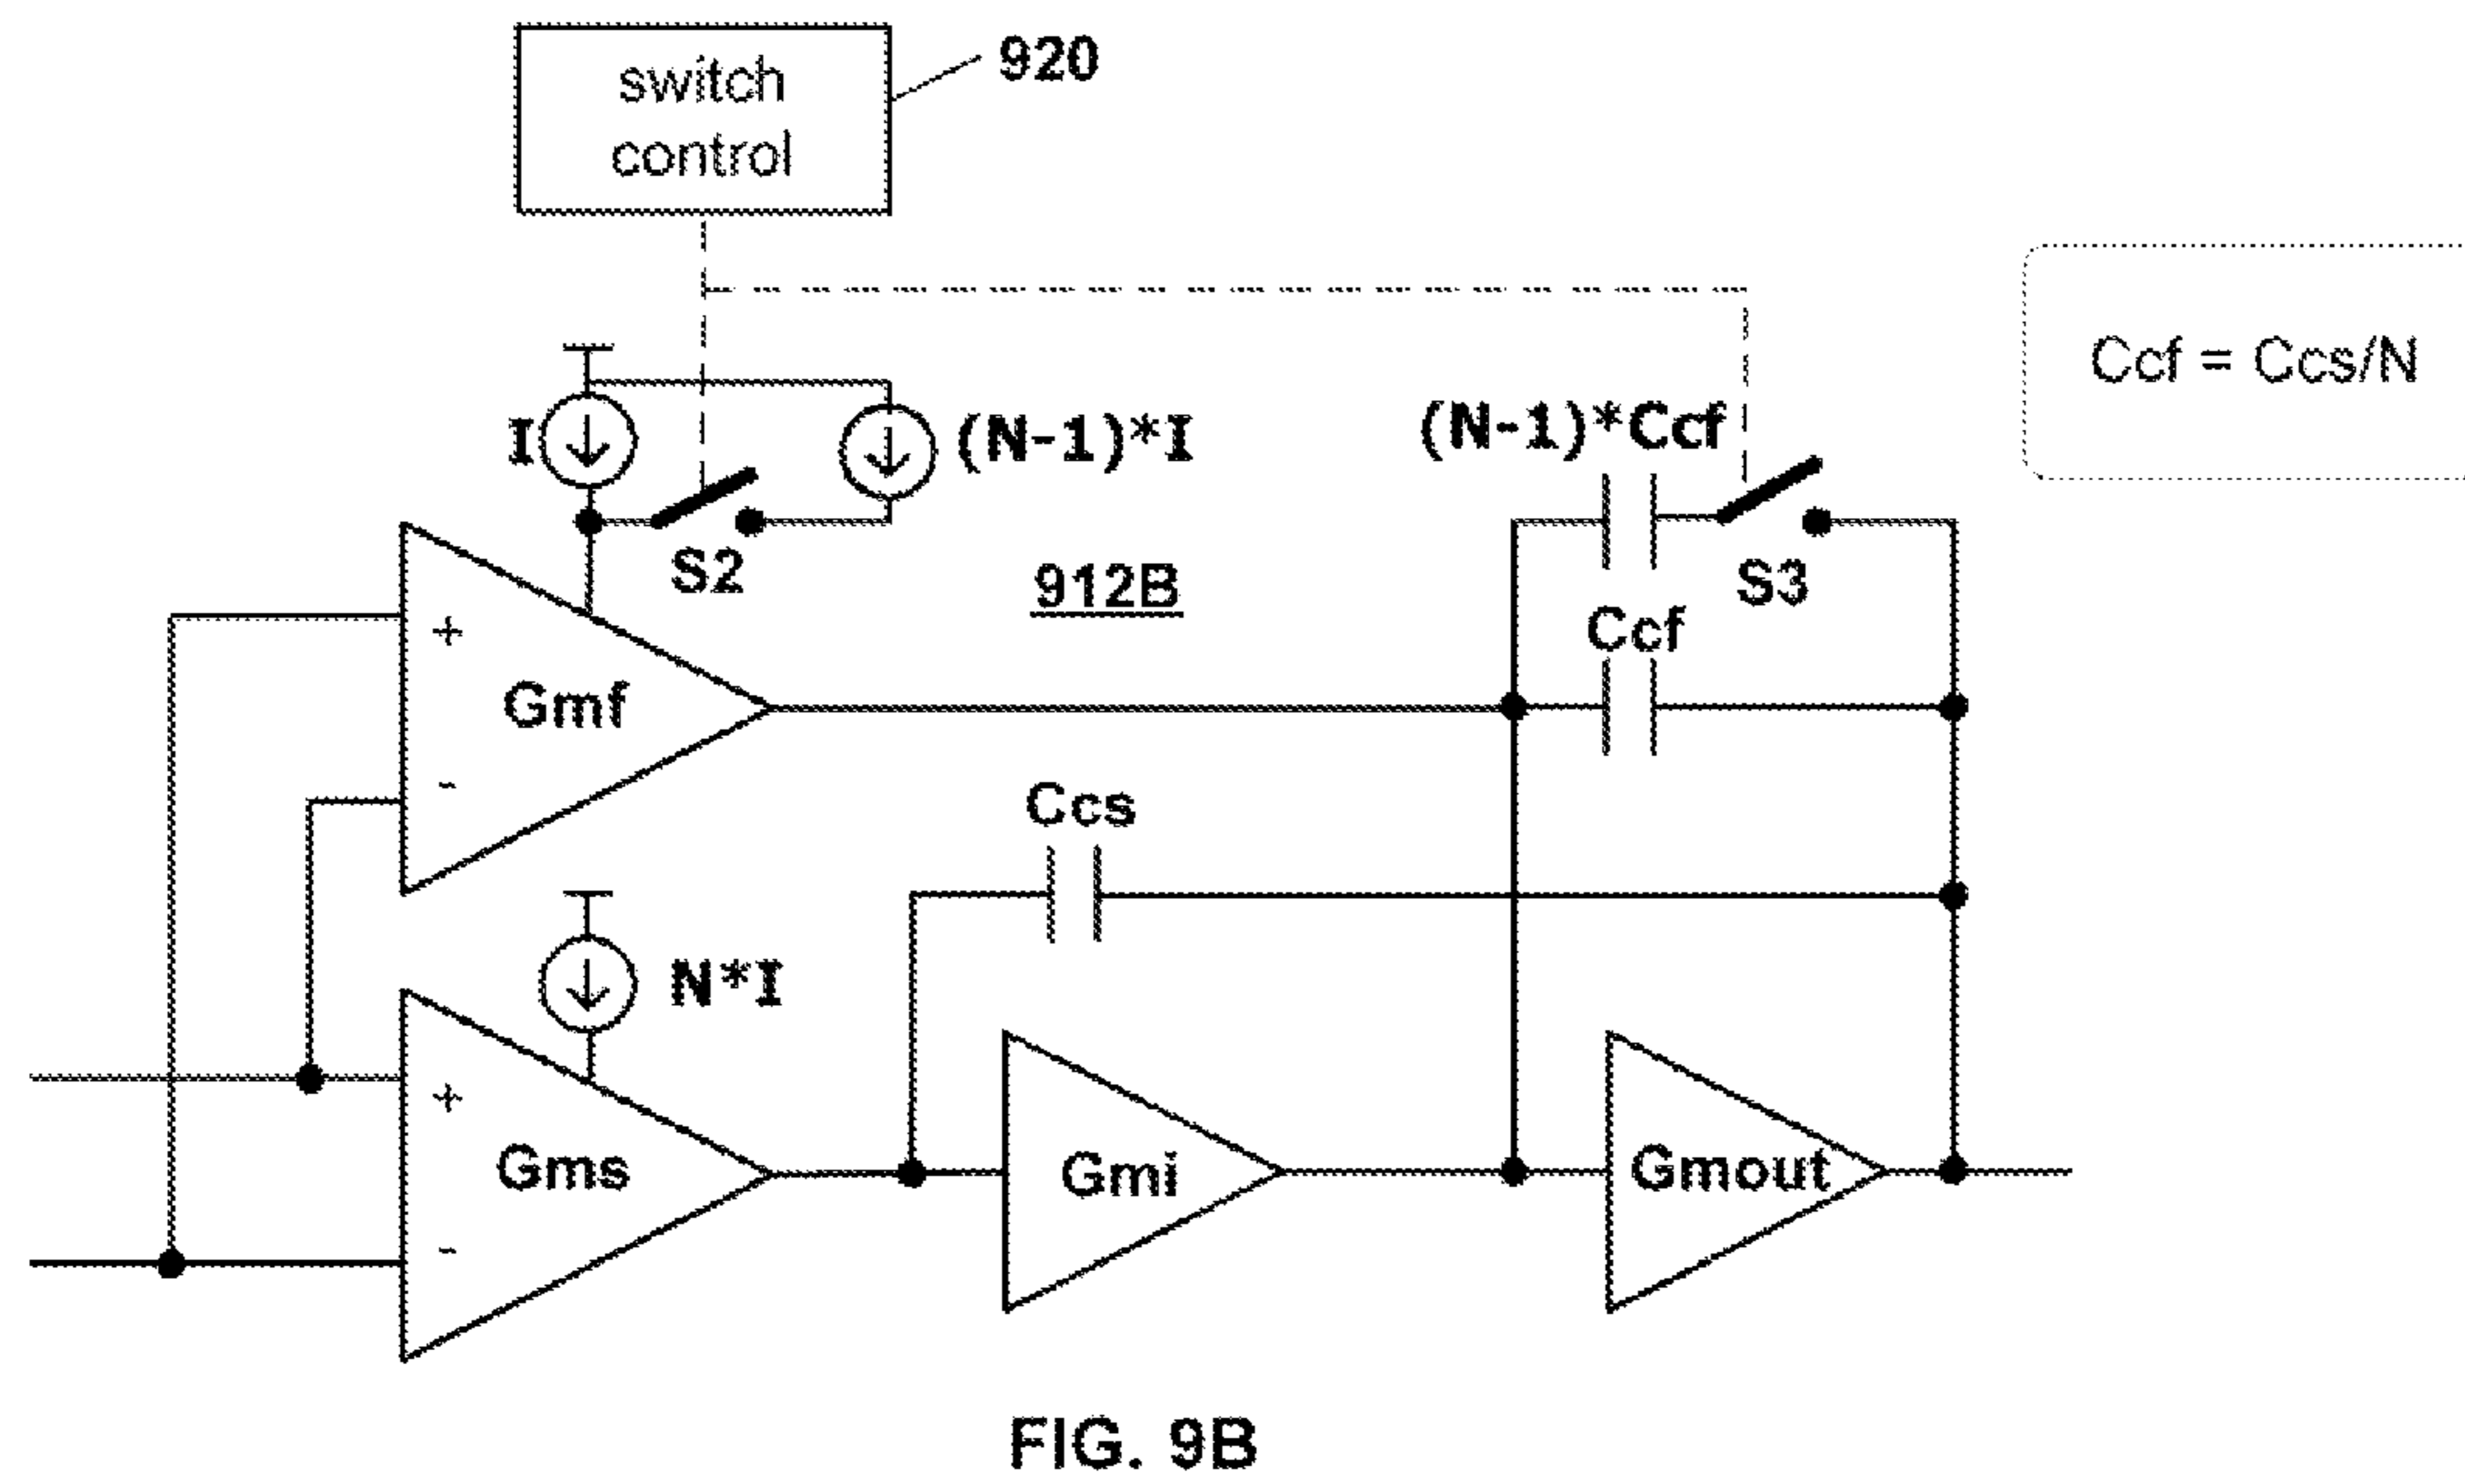 switch
control
920
Ccf = Ccs/N
I
(N-1)*I
(N-1)*Ccf
S2
912B
S3
Ccf
+
Gmf
-
Ccs
N*I
+
Gms
-
Gmi
Gmout
FIG. 9B